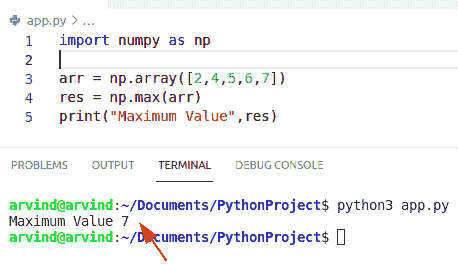 app.py > ...
1 import numpy as np
2
3 arr = np.array([2,4,5,6,7])
4 res = np.max(arr)
5 print("Maximum Value",res)
PROBLEMS OUTPUT TERMINAL DEBUG CONSOLE
arvind@arvind:~/Documents/PythonProject$ python3 app.py
Maximum Value 7
arvind@arvind:~/Documents/PythonProject$